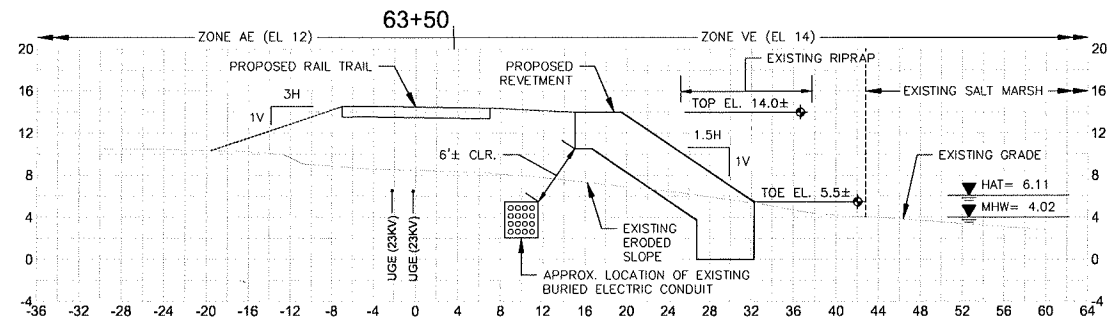 63+50
ZONE AE (EL 12)
ZONE VE (EL 14)
20
20
PROPOSED RAIL TRAIL
PROPOSED
REVETMENT
EXISTING RIPRAP
16
16
3H
TOP EL. 14.0±
EXISTING SALT MARSH
1V
12
12
1.5H
6'± CLR.
1V
EXISTING GRADE
8
8
HAT= 6.11
TOE EL. 5.5±
4
MHW= 4.02
4
UGE (23KV)
UGE (23KV)
EXISTING
ERODED
SLOPE
0
0
APPROX. LOCATION OF EXISTING
BURIED ELECTRIC CONDUIT
-4
-4
-36 -32 -28 -24 -20 -16 -12 -8 -4 0 4 8 12 16 20 24 28 32 36 40 44 48 52 56 60 64